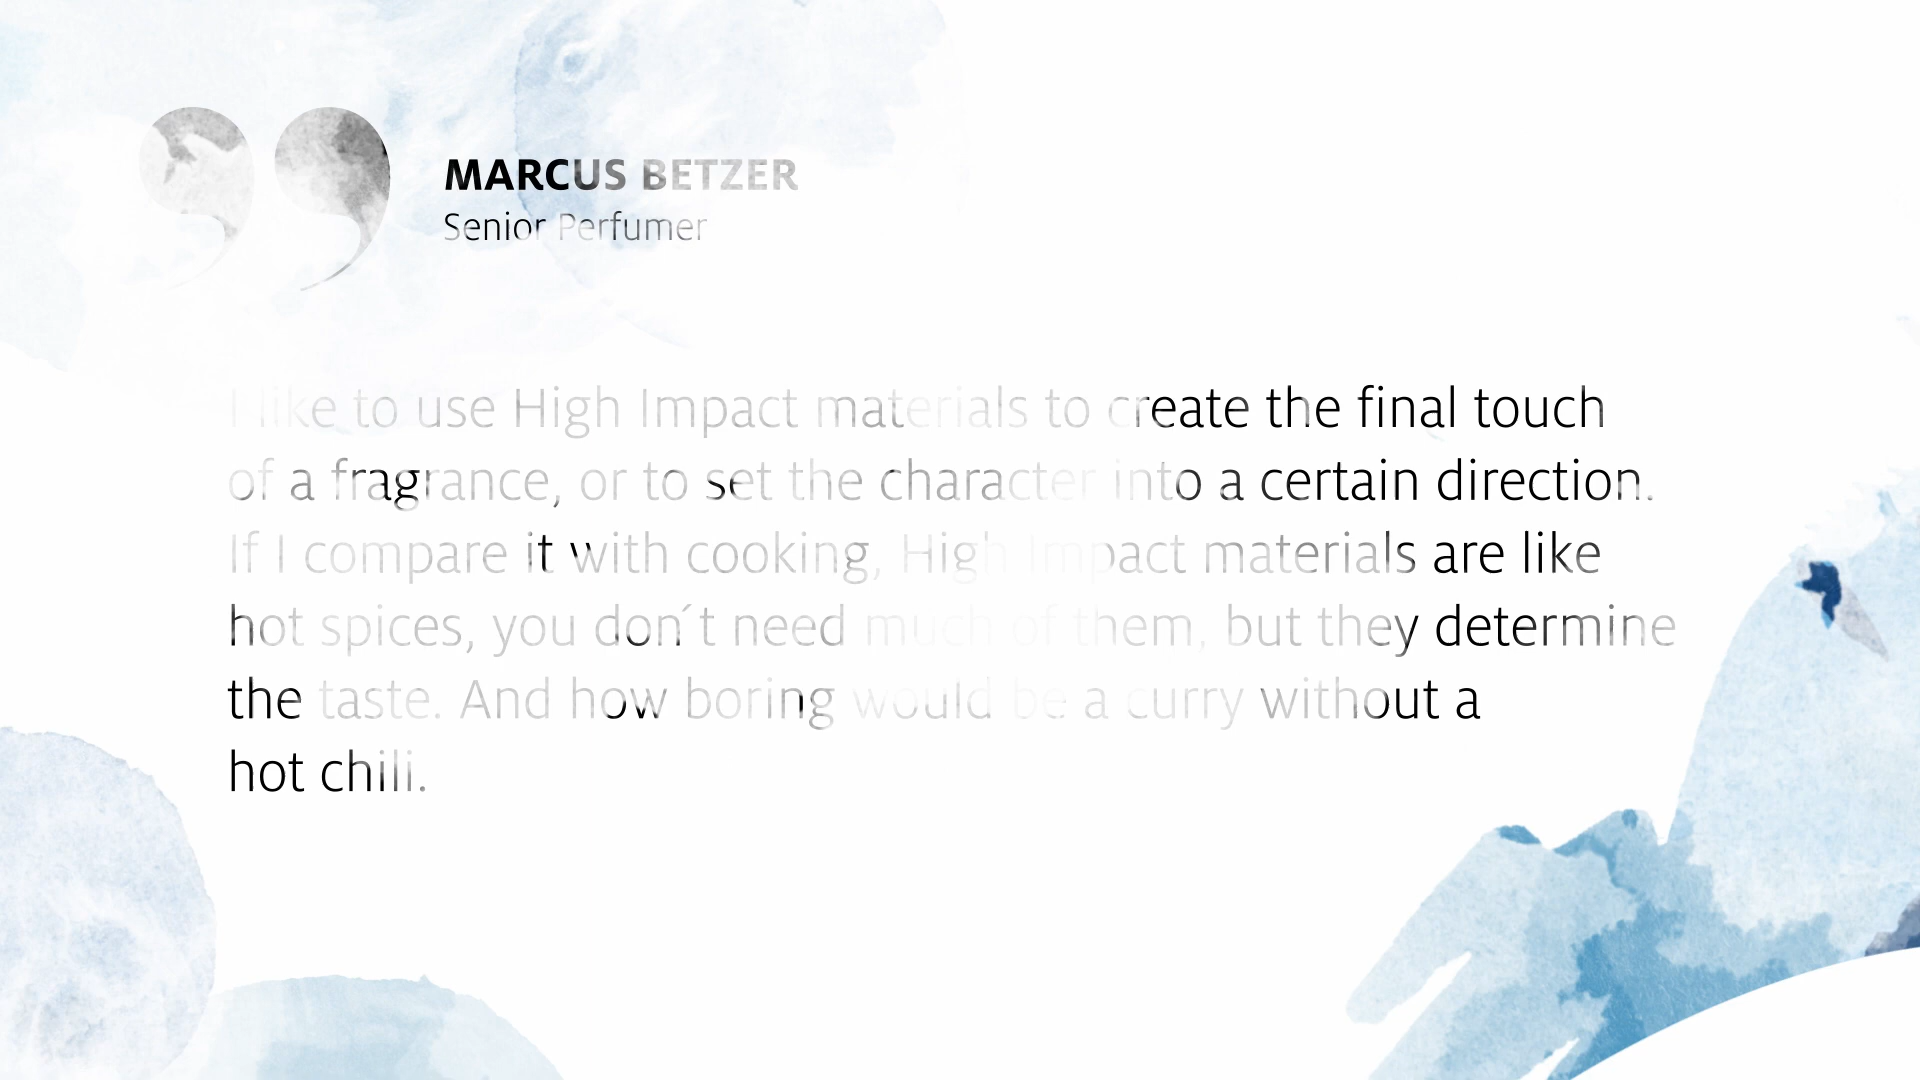 MARCUS BETZER
Senior Perfumer
I like to use High Impact materials to create the final touch
of a fragrance, or to set the character into a certain direction.
If I compare it with cooking, High Impact materials are like
hot spices, you don´t need much of them, but they determine
the taste. And how boring would be a curry without a
hot chili.